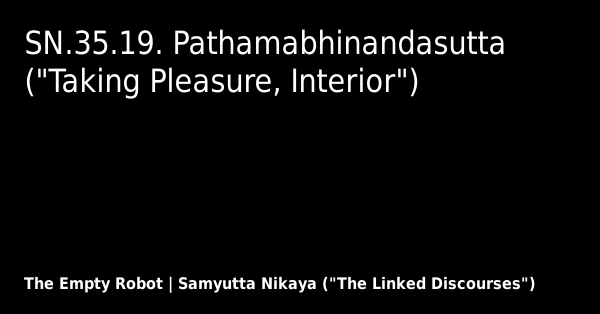 SN.35.19. Pathamabhinandasutta
("Taking Pleasure, Interior")
The Empty Robot | Samyutta Nikaya ("The Linked Discourses")